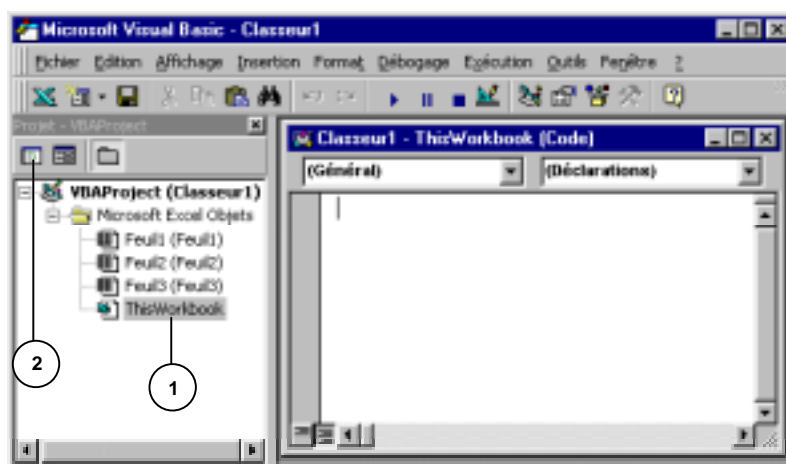 Microsoft Visual Basic - Classeur1
Fichier Edition Affichage Insertion Format Débogage Exécution Outils Fenêtre ?
Projet - VBAProject
VBAProject (Classeur1)
Microsoft Excel Objets
Feuil1 (Feuil1)
Feuil2 (Feuil2)
Feuil3 (Feuil3)
ThisWorkbook
2
1
Classeur1 - ThisWorkbook (Code)
(Général) (Déclarations)